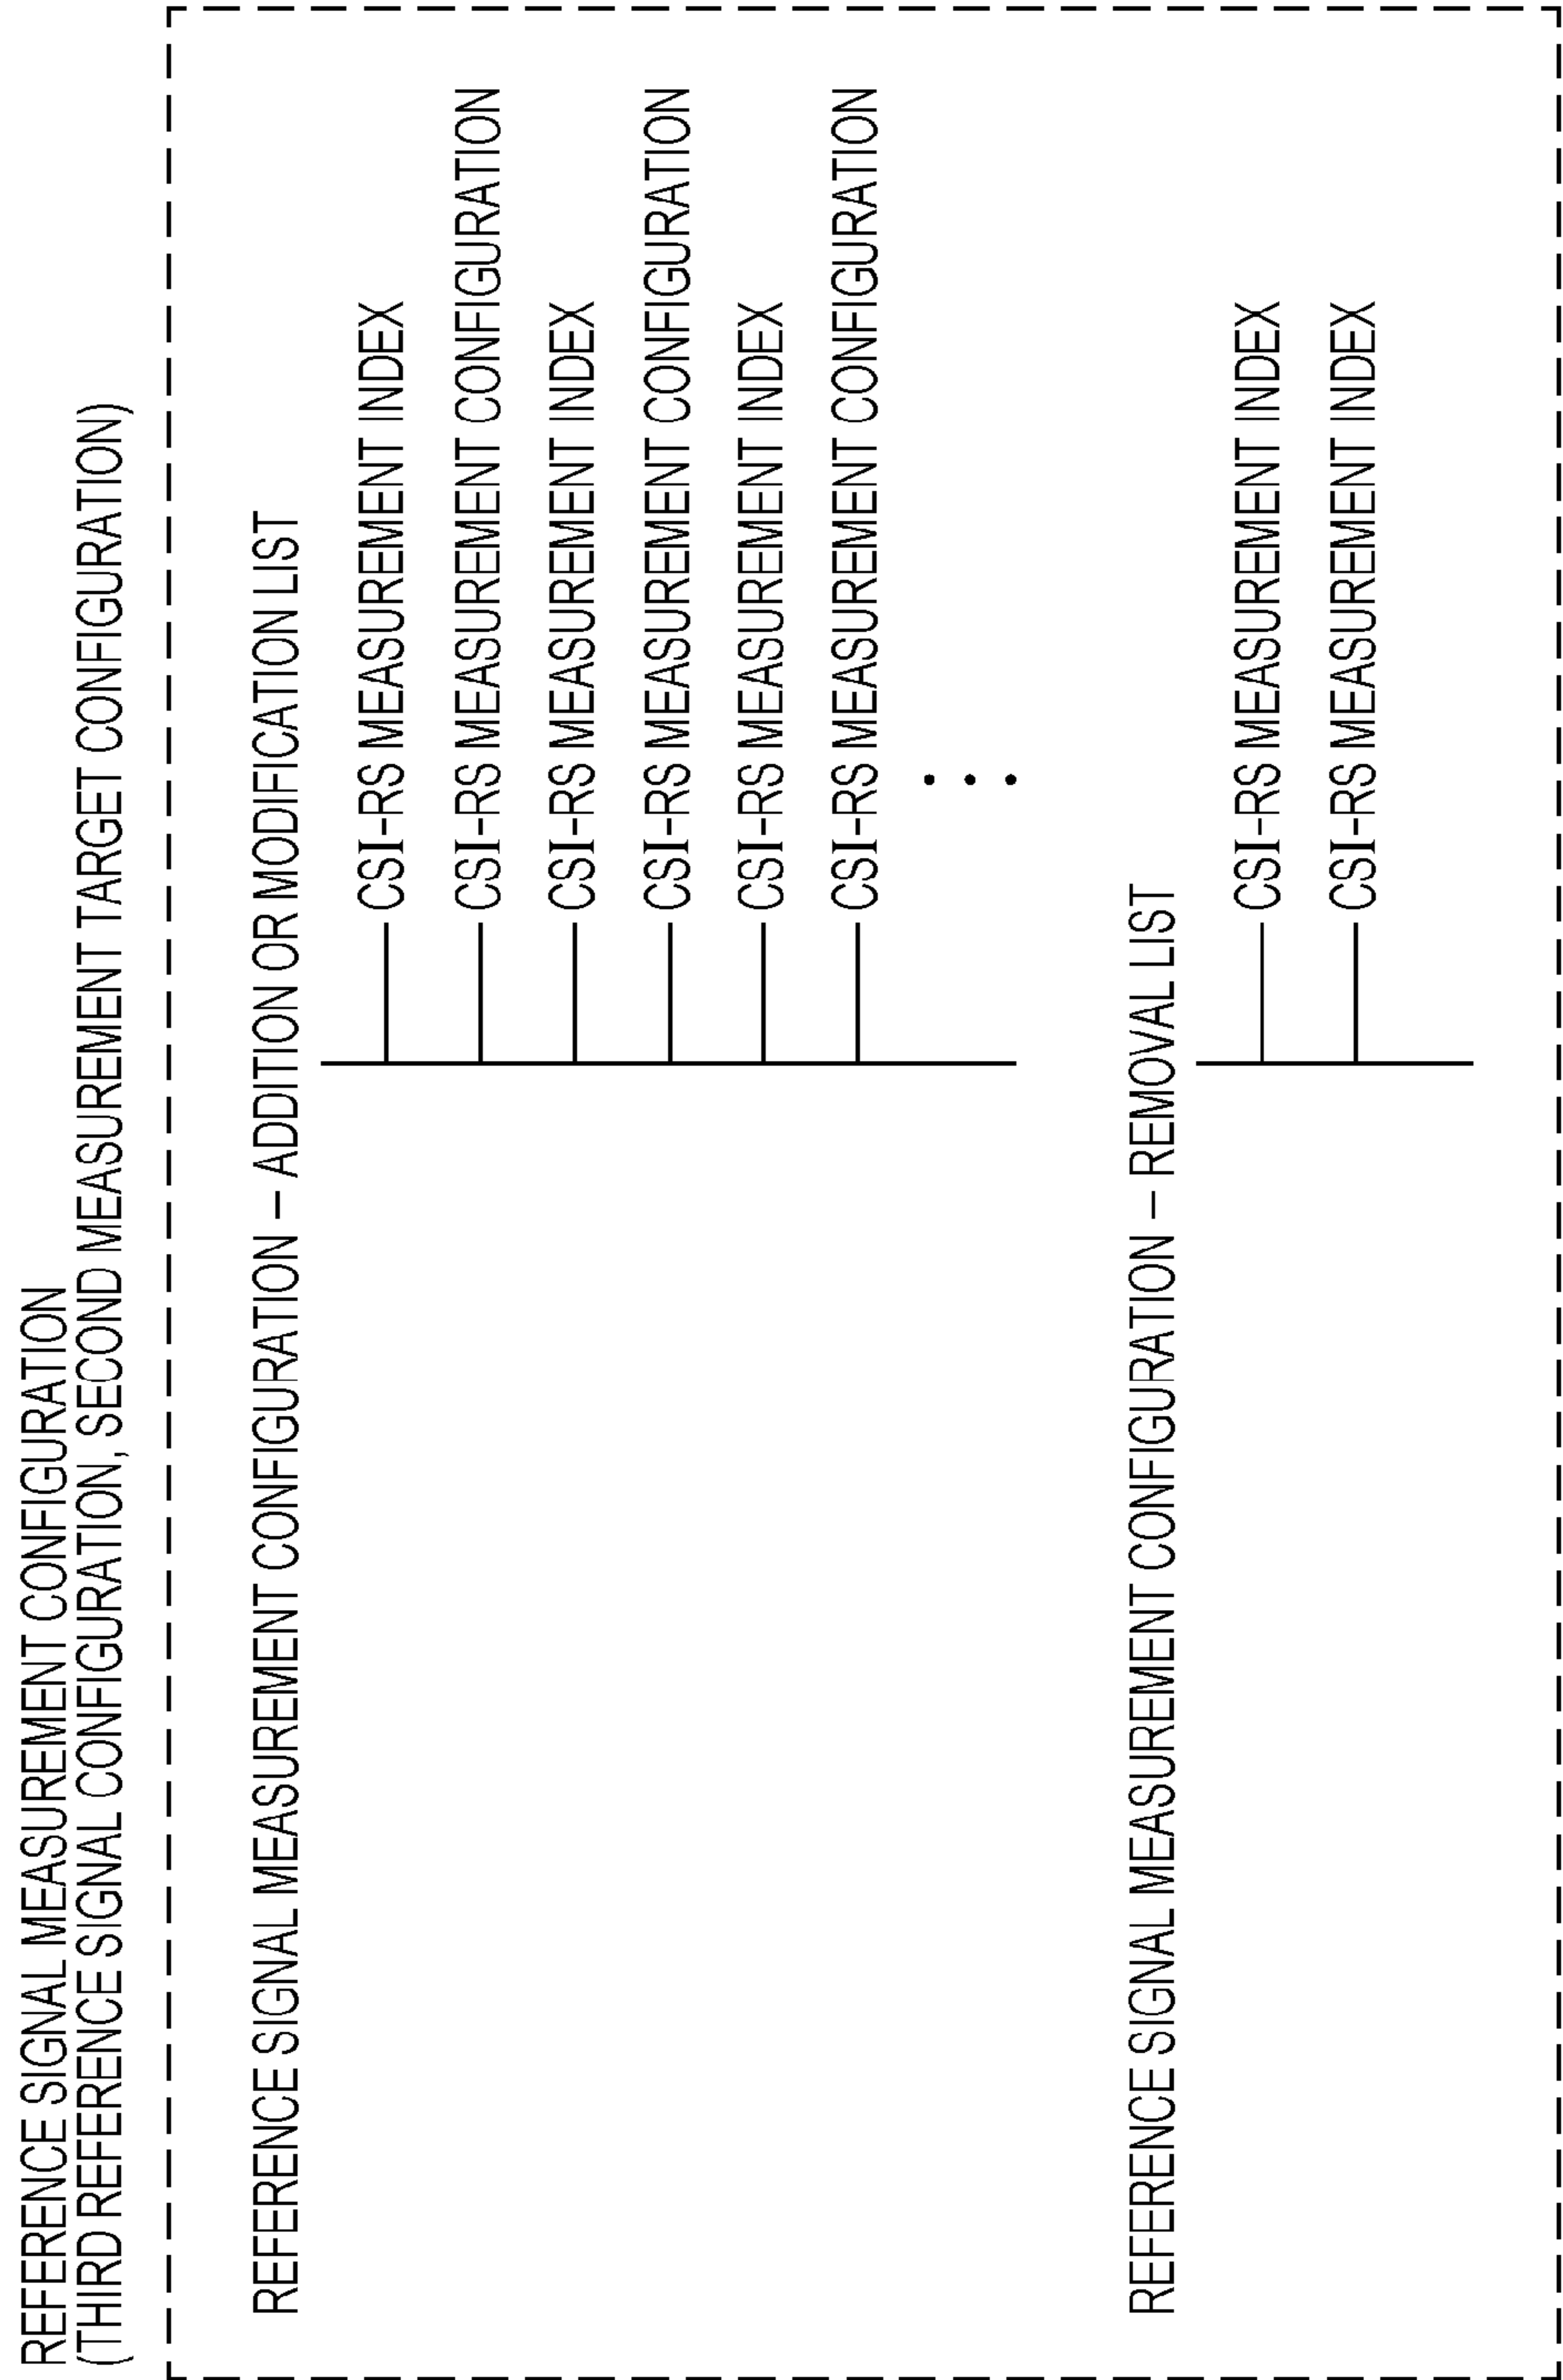 REFERENCE SIGNAL MEASUREMENT CONFIGURATION
(THIRD REFERENCE SIGNAL CONFIGURATION, SECOND MEASUREMENT TARGET CONFIGURATION)
REFERENCE SIGNAL MEASUREMENT CONFIGURATION – ADDITION OR MODIFICATION LIST
CSI-RS MEASUREMENT INDEX
CSI-RS MEASUREMENT CONFIGURATION
CSI-RS MEASUREMENT INDEX
CSI-RS MEASUREMENT CONFIGURATION
CSI-RS MEASUREMENT INDEX
CSI-RS MEASUREMENT CONFIGURATION
REFERENCE SIGNAL MEASUREMENT CONFIGURATION – REMOVAL LIST
CSI-RS MEASUREMENT INDEX
CSI-RS MEASUREMENT INDEX